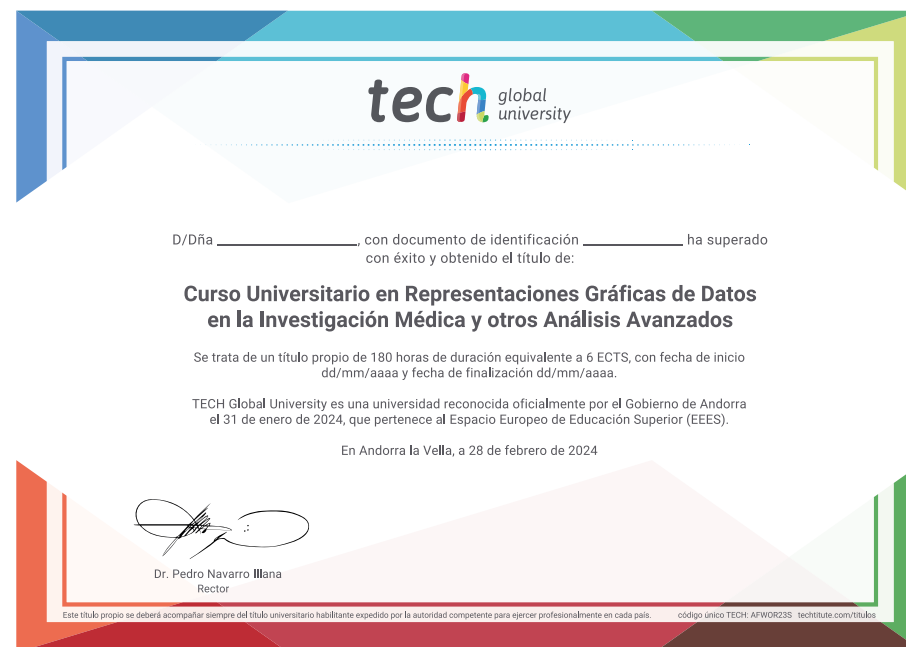 tech global university
D/Dña ____________________, con documento de identificación ______________ ha superado
con éxito y obtenido el título de:
Curso Universitario en Representaciones Gráficas de Datos
en la Investigación Médica y otros Análisis Avanzados
Se trata de un título propio de 180 horas de duración equivalente a 6 ECTS, con fecha de inicio
dd/mm/aaaa y fecha de finalización dd/mm/aaaa.
TECH Global University es una universidad reconocida oficialmente por el Gobierno de Andorra
el 31 de enero de 2024, que pertenece al Espacio Europeo de Educación Superior (EEES).
En Andorra la Vella, a 28 de febrero de 2024
Dr. Pedro Navarro Illana
Rector
Este título propio se deberá acompañar siempre del título universitario habilitante expedido por la autoridad competente para ejercer profesionalmente en cada país. código único TECH: AFWOR23S techtitute.com/titulos